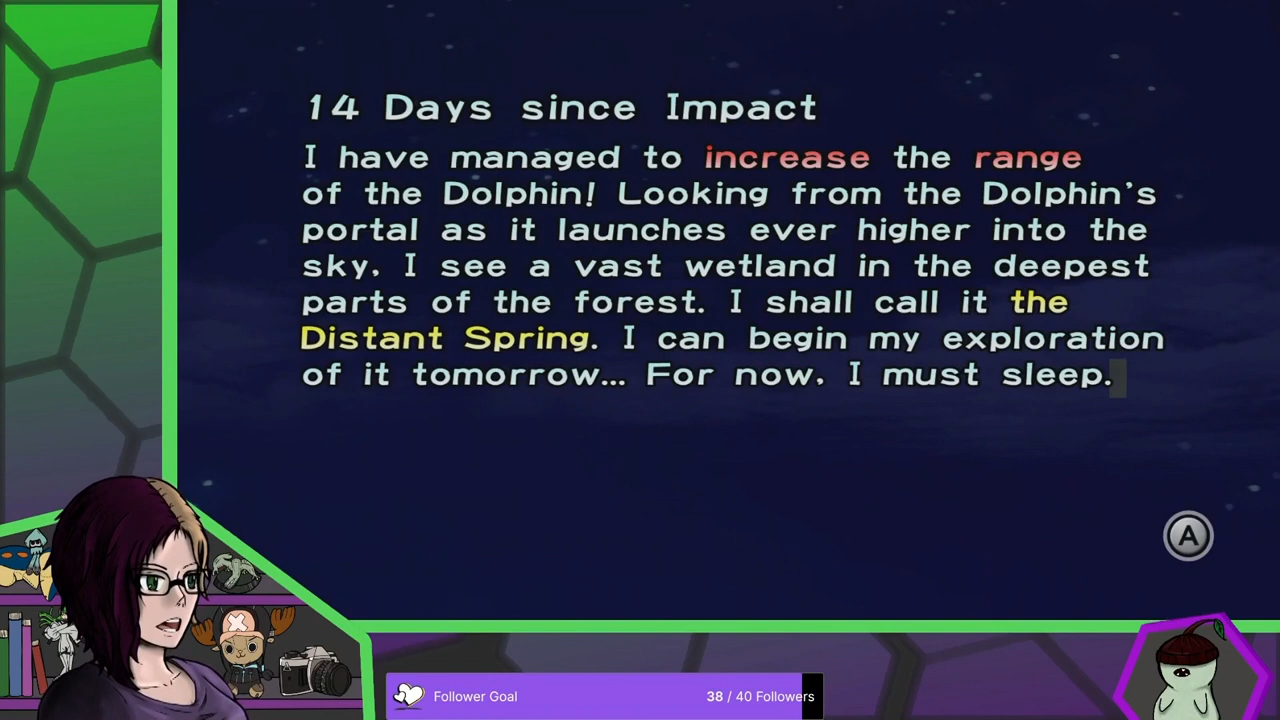 14 Days since Impact
I have managed to increase the range
of the Dolphin! Looking from the Dolphin's
portal as it launches ever higher into the
sky, I see a vast wetland in the deepest
parts of the forest. I shall call it the
Distant Spring. I can begin my exploration
of it tomorrow... For now, I must sleep.
A
Follower Goal
38 / 40 Followers